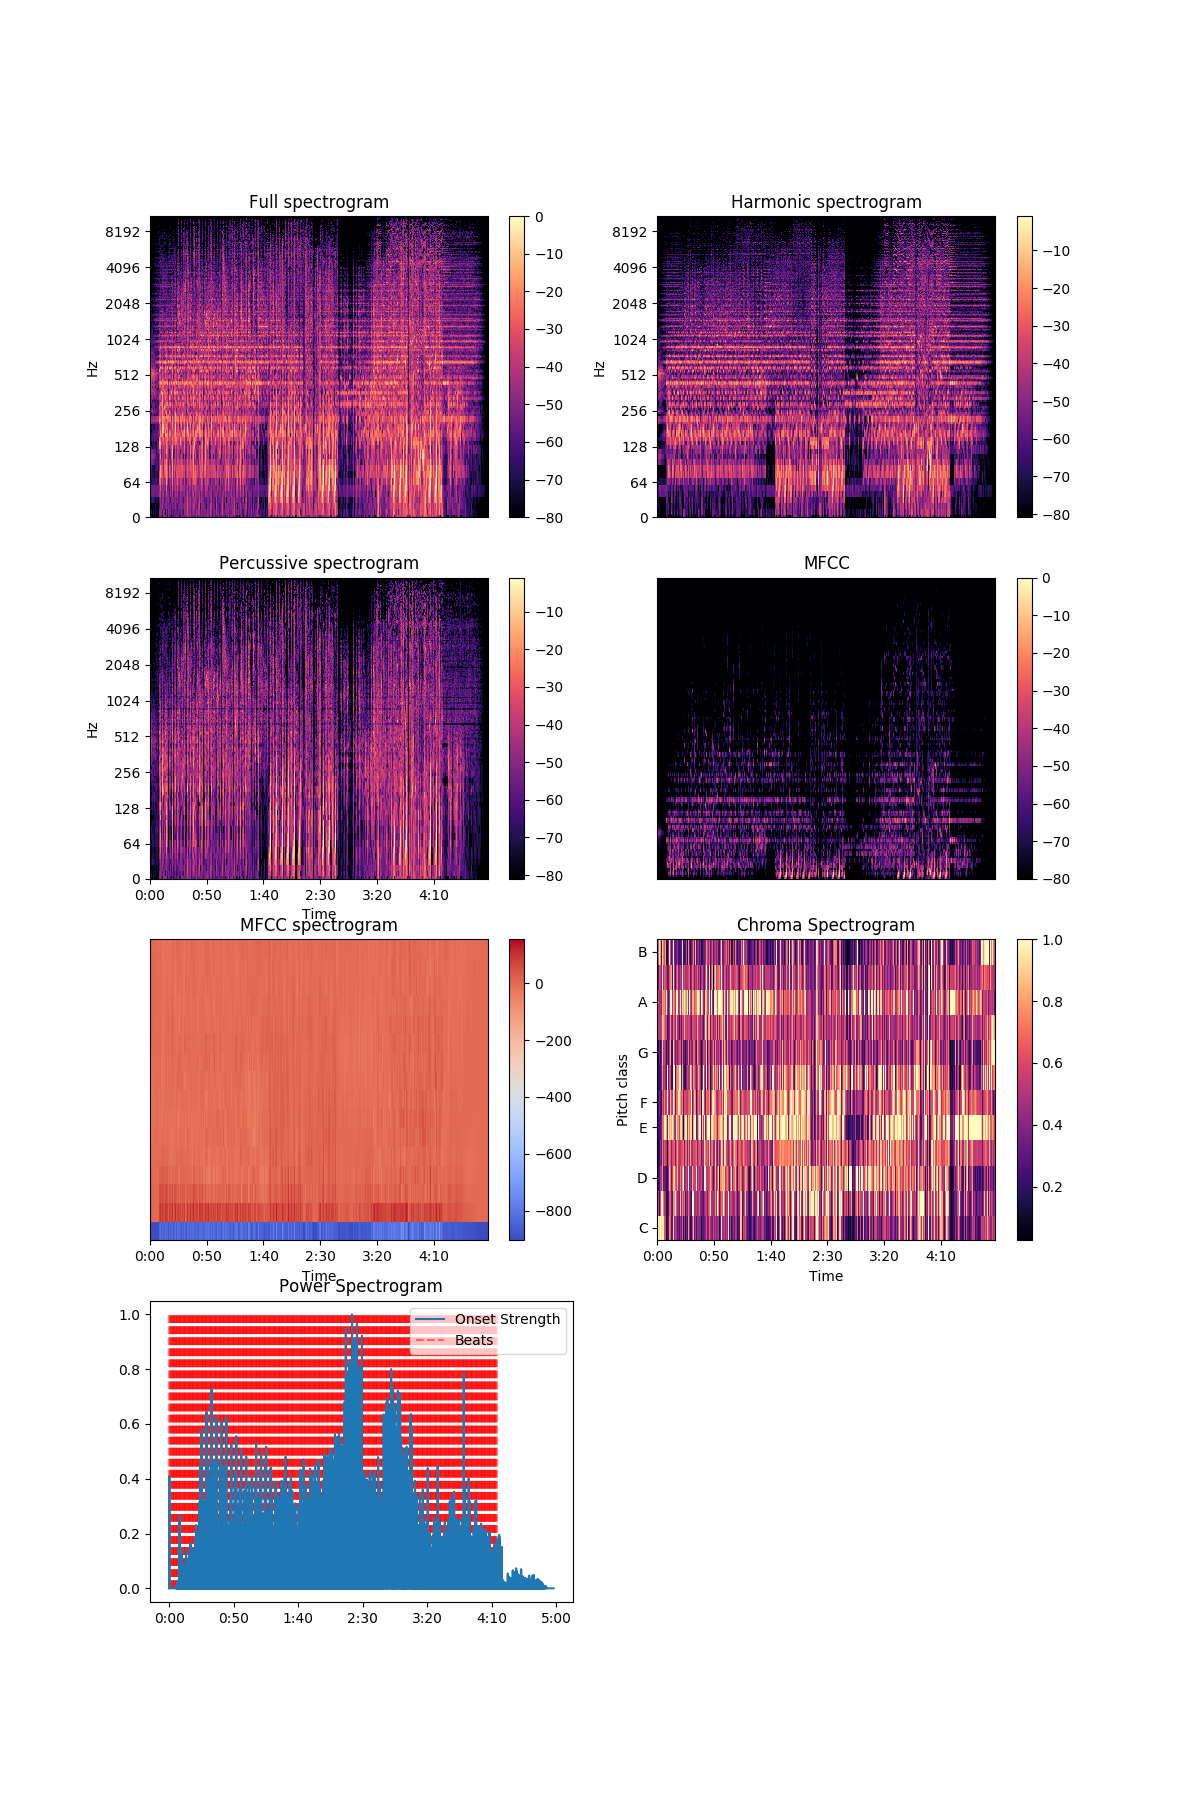 Full spectrogram
Hz
8192
4096
2048
1024
512
256
128
64
0
0
−10
−20
−30
−40
−50
−60
−70
−80
Harmonic spectrogram
Hz
8192
4096
2048
1024
512
256
128
64
0
−10
−20
−30
−40
−50
−60
−70
−80
Percussive spectrogram
Hz
8192
4096
2048
1024
512
256
128
64
0
0:00 0:50 1:40 2:30 3:20 4:10
Time
−10
−20
−30
−40
−50
−60
−70
−80
MFCC
0
−10
−20
−30
−40
−50
−60
−70
−80
MFCC spectrogram
0:00 0:50 1:40 2:30 3:20 4:10
Time
0
−200
−400
−600
−800
Chroma Spectrogram
Pitch class
B
A
G
F
E
D
C
0:00 0:50 1:40 2:30 3:20 4:10
Time
1.0
0.8
0.6
0.4
0.2
Power Spectrogram
1.0
0.8
0.6
0.4
0.2
0.0
Onset Strength
Beats
0:00 0:50 1:40 2:30 3:20 4:10 5:00